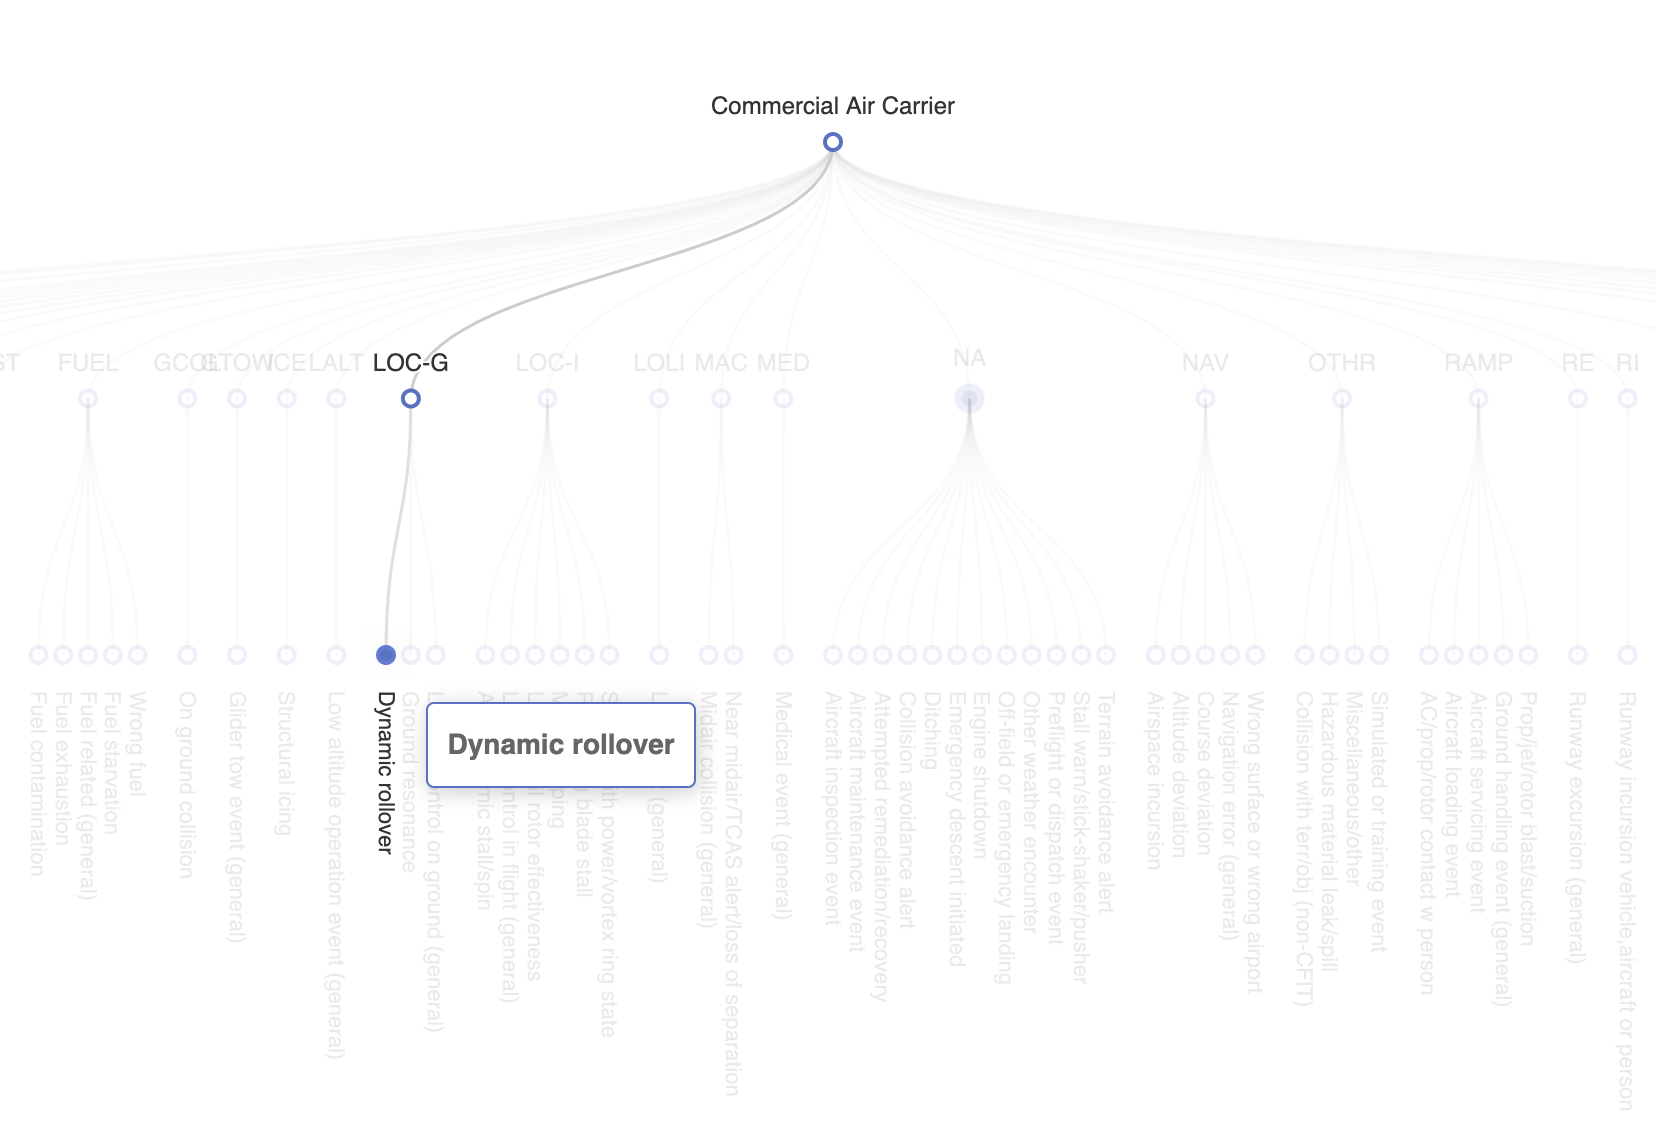 Commercial Air Carrier
ST
FUEL
GCOL
GTOW
ICE
LALT
LOC-G
LOC-I
LOLI
MAC
MED
NA
NAV
OTHR
RAMP
RE
RI
Fuel contamination
Fuel exhaustion
Fuel related (general)
Fuel starvation
Wrong fuel
On ground collision
Glider tow event (general)
Structural icing
Low altitude operation event (general)
Dynamic rollover
Ground resonance
ntrol on ground (general)
mic stall/spin
ntrol in flight (general)
rotor effectiveness
ping
blade stall
th power/vortex ring state
(general)
Dynamic rollover
Midair collision (general)
Near midair/TCAS alert/loss of separation
Medical event (general)
Aircraft inspection event
Aircraft maintenance event
Attempted remediation/recovery
Collision avoidance alert
Ditching
Emergency descent initiated
Engine shutdown
Off-field or emergency landing
Other weather encounter
Preflight or dispatch event
Stall warn/stick-shaker/pusher
Terrain avoidance alert
Airspace incursion
Altitude deviation
Course deviation
Navigation error (general)
Wrong surface or wrong airport
Collision with terr/obj (non-CFIT)
Hazardous material leak/spill
Miscellaneous/other
Simulated or training event
AC/prop/rotor contact w person
Aircraft loading event
Aircraft servicing event
Ground handling event (general)
Prop/jet/rotor blast/suction
Runway excursion (general)
Runway incursion vehicle,aircraft or person